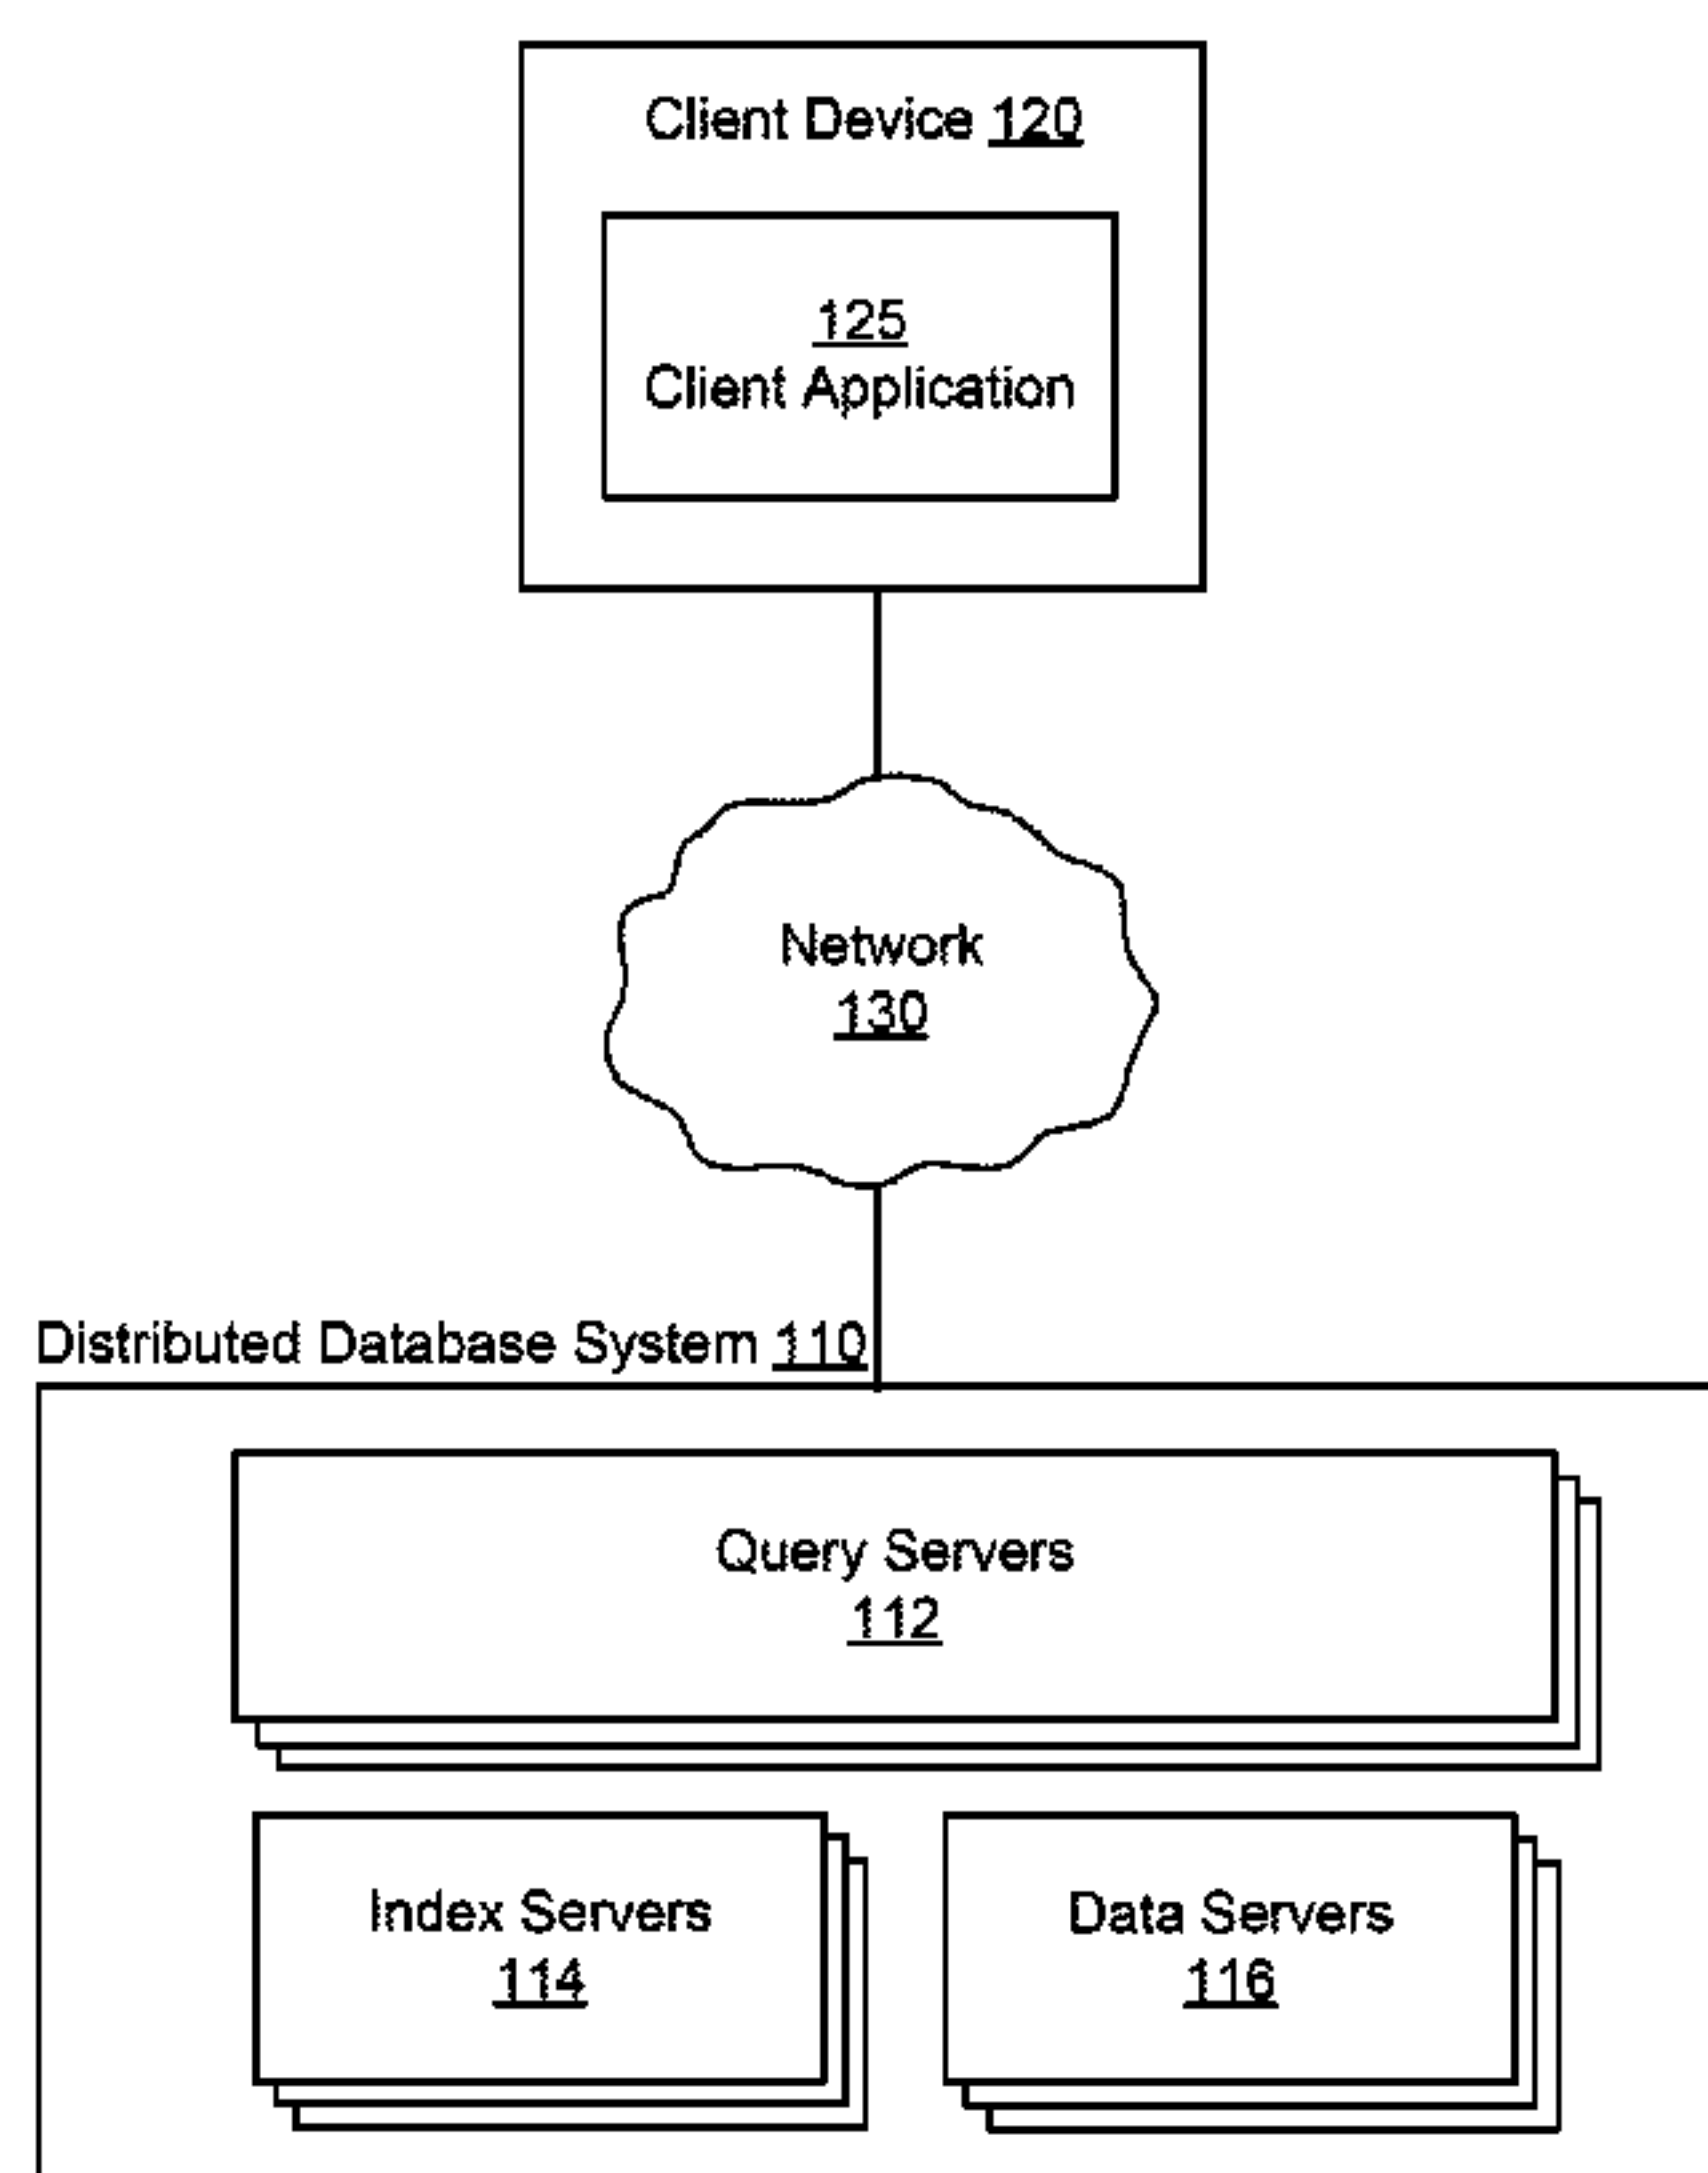 Client Device 120
125
Client Application
Network
130
Distributed Database System 110
Query Servers
112
Index Servers
114
Data Servers
116